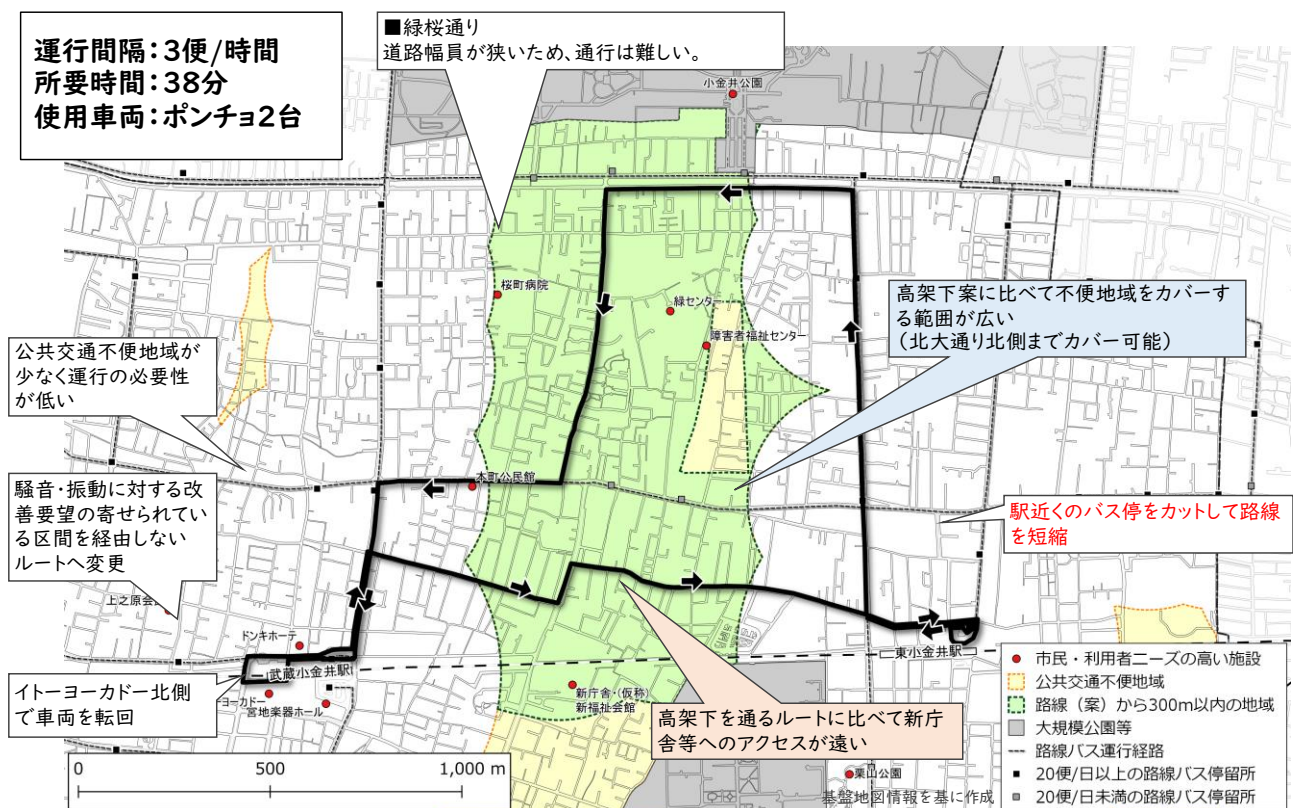 運行間隔：3便/時間
所要時間：38分
使用車両：ポンチョ2台
■緑桜通り
道路幅員が狭いため、通行は難しい。
小金井公園
桜町病院
緑センター
障害者福祉センター
高架下案に比べて不便地域をカバーす
る範囲が広い
（北大通り北側までカバー可能）
公共交通不便地域が
少なく運行の必要性
が低い
本町公民館
騒音・振動に対する改
善要望の寄せられてい
る区間を経由しない
ルートへ変更
駅近くのバス停をカットして路線
を短縮
上之原会
ドンキホーテ
武蔵小金井駅
東小金井駅
イトーヨーカドー北側
で車両を転回
ーヨーカドー
宮地楽器ホール
新庁舎・(仮称)
新福祉会館
高架下を通るルートに比べて新庁
舎等へのアクセスが遠い
栗山公園
基盤地図情報を基に作成
0 500 1,000 m
市民・利用者ニーズの高い施設
公共交通不便地域
路線（案）から300m以内の地域
大規模公園等
路線バス運行経路
20便/日以上の路線バス停留所
20便/日未満の路線バス停留所